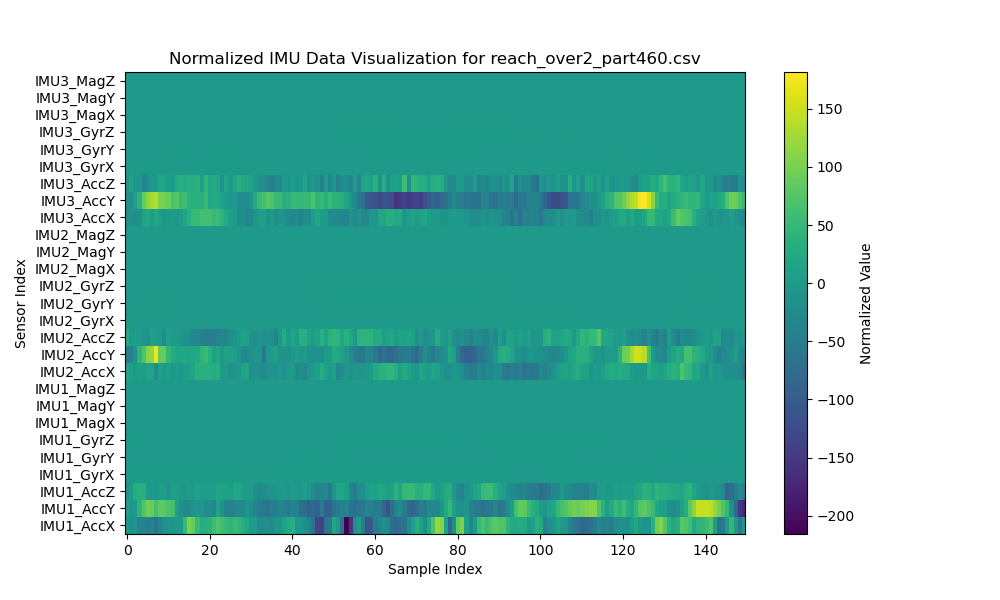 Normalized IMU Data Visualization for reach_over2_part460.csv
IMU3_MagZ
IMU3_MagY
IMU3_MagX
IMU3_GyrZ
IMU3_GyrY
IMU3_GyrX
IMU3_AccZ
IMU3_AccY
IMU3_AccX
IMU2_MagZ
IMU2_MagY
IMU2_MagX
IMU2_GyrZ
IMU2_GyrY
IMU2_GyrX
IMU2_AccZ
IMU2_AccY
IMU2_AccX
IMU1_MagZ
IMU1_MagY
IMU1_MagX
IMU1_GyrZ
IMU1_GyrY
IMU1_GyrX
IMU1_AccZ
IMU1_AccY
IMU1_AccX
Sensor Index
0 20 40 60 80 100 120 140
Sample Index
150
100
50
0
−50
−100
−150
−200
Normalized Value